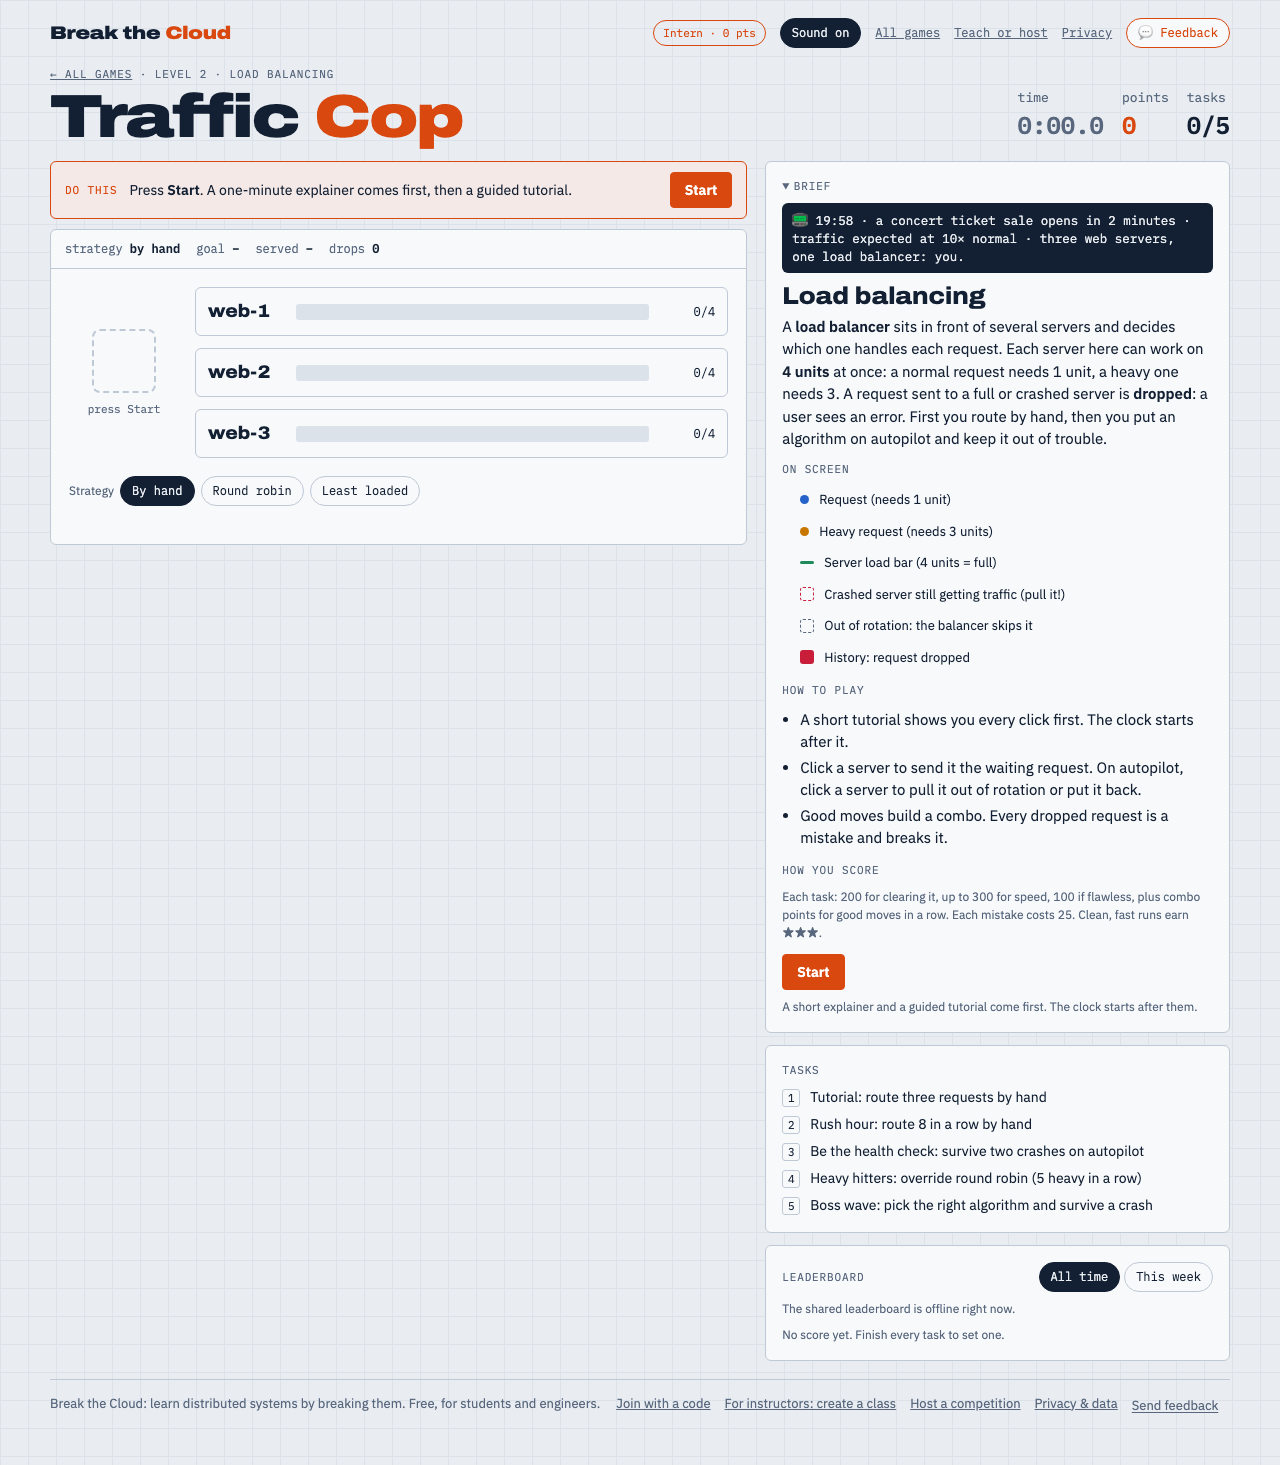 Break the Cloud
Intern · 0 pts
Sound on
All games
Teach or host
Privacy
💬 Feedback
← ALL GAMES · LEVEL 2 · LOAD BALANCING
Traffic Cop
time
0:00.0
points
0
tasks
0/5
DO THIS Press Start. A one-minute explainer comes first, then a guided tutorial.
Start
strategy by hand goal – served – drops 0
press Start
web-1 0/4
web-2 0/4
web-3 0/4
Strategy By hand Round robin Least loaded
▼ BRIEF
📟 19:58 · a concert ticket sale opens in 2 minutes ·
traffic expected at 10× normal · three web servers,
one load balancer: you.
Load balancing
A load balancer sits in front of several servers and decides
which one handles each request. Each server here can work on
4 units at once: a normal request needs 1 unit, a heavy one
needs 3. A request sent to a full or crashed server is dropped: a
user sees an error. First you route by hand, then you put an
algorithm on autopilot and keep it out of trouble.
ON SCREEN
Request (needs 1 unit)
Heavy request (needs 3 units)
Server load bar (4 units = full)
Crashed server still getting traffic (pull it!)
Out of rotation: the balancer skips it
History: request dropped
HOW TO PLAY
• A short tutorial shows you every click first. The clock starts
after it.
• Click a server to send it the waiting request. On autopilot,
click a server to pull it out of rotation or put it back.
• Good moves build a combo. Every dropped request is a
mistake and breaks it.
HOW YOU SCORE
Each task: 200 for clearing it, up to 300 for speed, 100 if flawless, plus combo
points for good moves in a row. Each mistake costs 25. Clean, fast runs earn
★★★.
Start
A short explainer and a guided tutorial come first. The clock starts after them.
TASKS
1 Tutorial: route three requests by hand
2 Rush hour: route 8 in a row by hand
3 Be the health check: survive two crashes on autopilot
4 Heavy hitters: override round robin (5 heavy in a row)
5 Boss wave: pick the right algorithm and survive a crash
LEADERBOARD
All time
This week
The shared leaderboard is offline right now.
No score yet. Finish every task to set one.
Break the Cloud: learn distributed systems by breaking them. Free, for students and engineers.
Join with a code
For instructors: create a class
Host a competition
Privacy & data
Send feedback